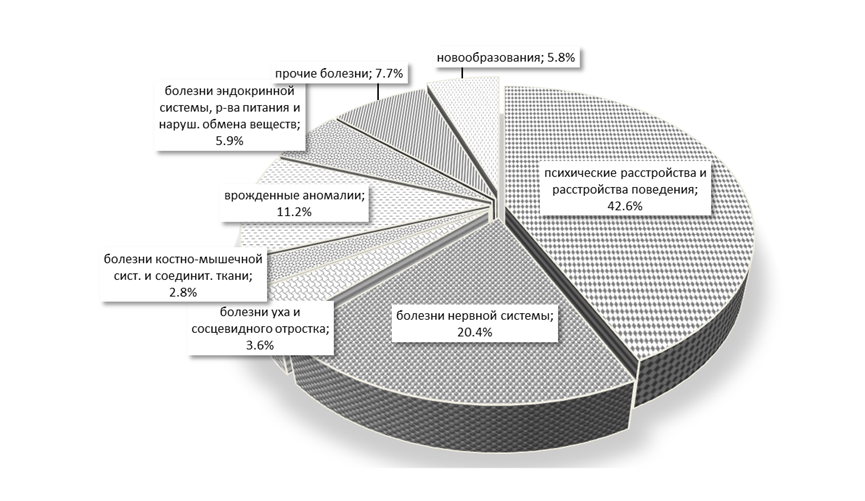 новообразования; 5.8%
прочие болезни; 7.7%
болезни эндокринной
системы, р-ва питания и
наруш. обмена веществ;
5.9%
психические расстройства и
расстройства поведения;
42.6%
врожденные аномалии;
11.2%
болезни костно-мышечной
сист. и соединит. ткани;
2.8%
болезни уха и
сосцевидного отростка;
3.6%
болезни нервной системы;
20.4%